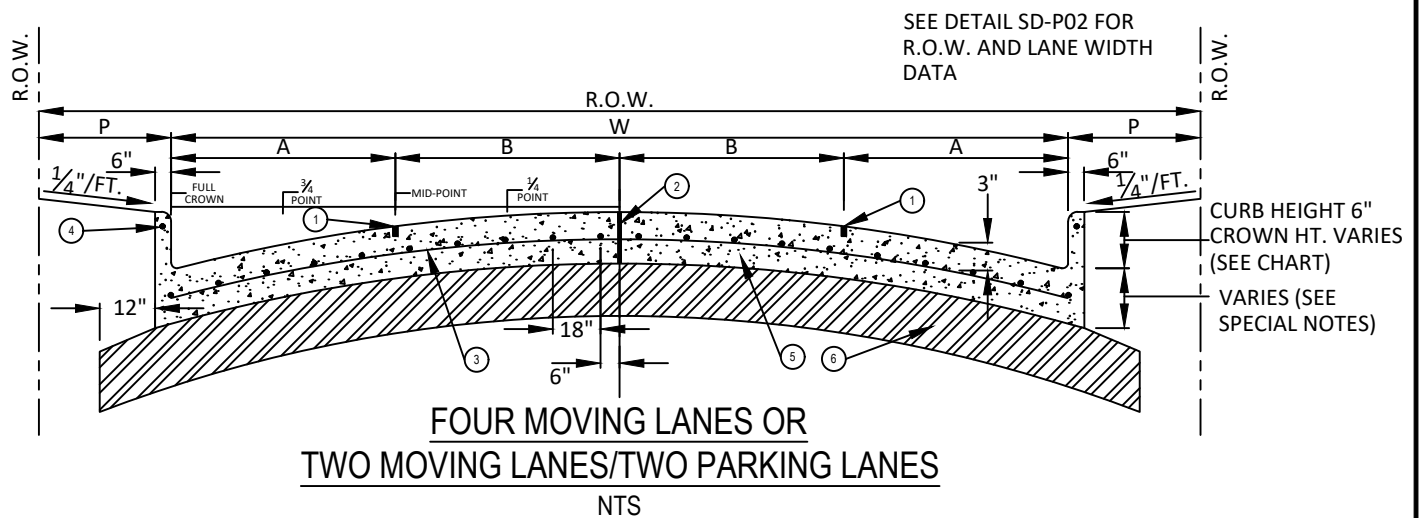 SEE DETAIL SD-P02 FOR
R.O.W. AND LANE WIDTH
DATA
R.O.W.
R.O.W.
R.O.W.
P
W
P
A
B
B
A
6"
6"
1/4"/FT.
1/4"/FT.
FULL
CROWN
3/4
POINT
MID-POINT
1/4
POINT
2
3"
1
1
4
CURB HEIGHT 6"
CROWN HT. VARIES
(SEE CHART)
12"
VARIES (SEE
SPECIAL NOTES)
18"
3
5
6
6"
FOUR MOVING LANES OR
TWO MOVING LANES/TWO PARKING LANES
NTS